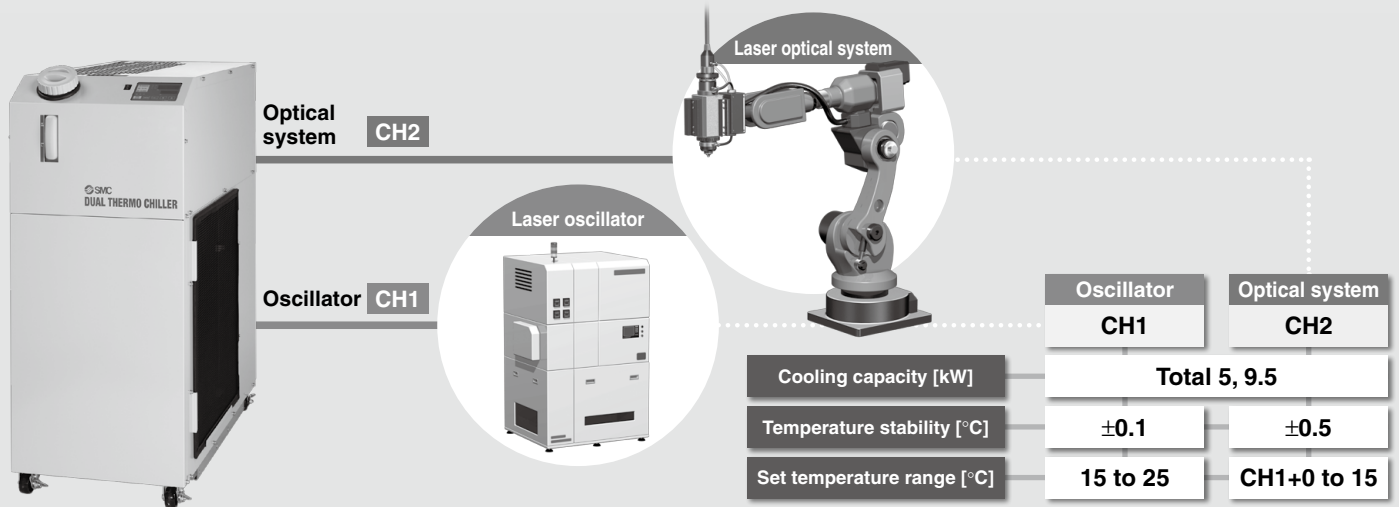 Laser optical system
Optical
system
CH2
SMC
DUAL THERMO CHILLER
Laser oscillator
Oscillator CH1
Oscillator Optical system
CH1 CH2
Cooling capacity [kW] Total 5, 9.5
Temperature stability [°C] ±0.1 ±0.5
Set temperature range [°C] 15 to 25 CH1+0 to 15